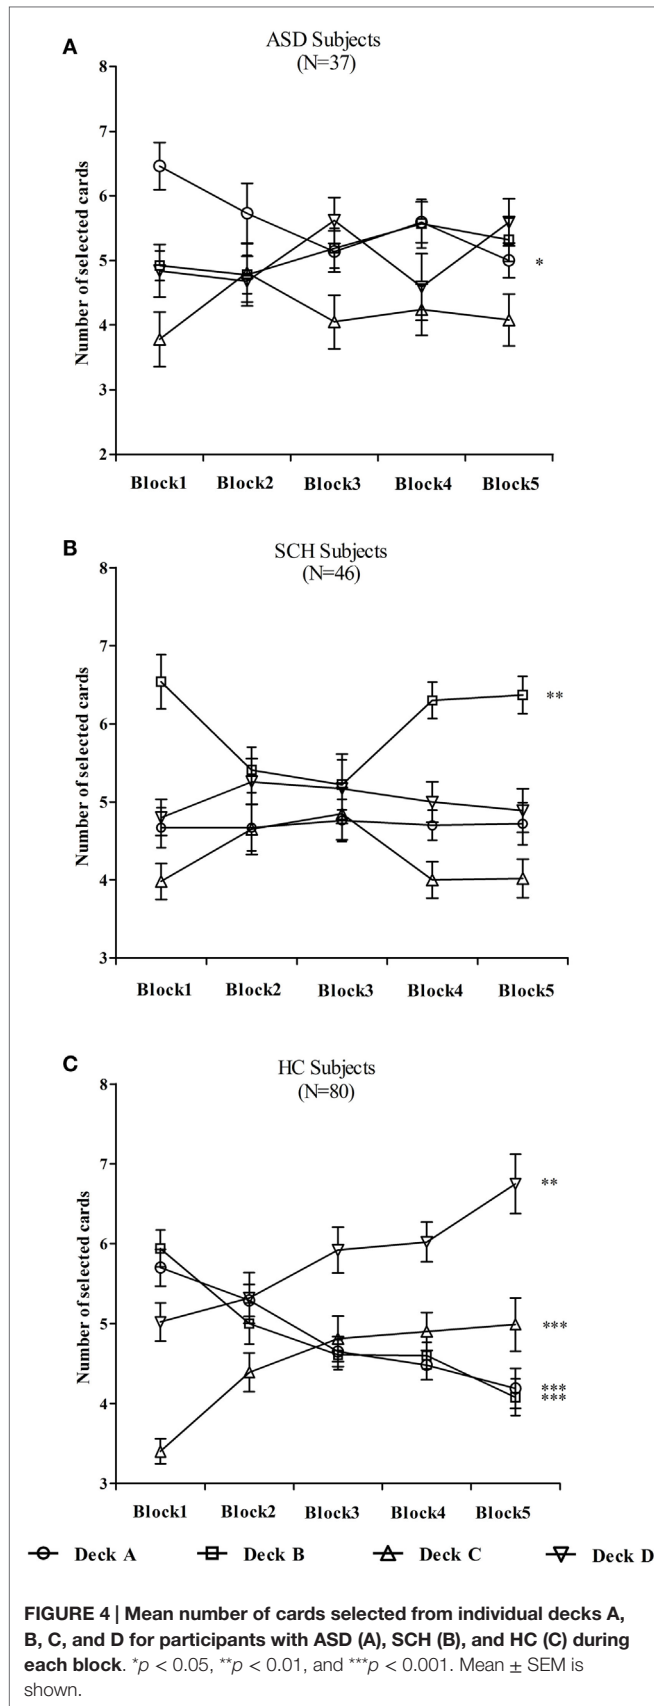 A
ASD Subjects
(N=37)
8
7
6
5
4
3
2
Number of selected cards
*
Block1 Block2 Block3 Block4 Block5
B
SCH Subjects
(N=46)
8
7
6
5
4
3
Number of selected cards
**
Block1 Block2 Block3 Block4 Block5
C
HC Subjects
(N=80)
8
7
6
5
4
3
Number of selected cards
**
***
***
***
Block1 Block2 Block3 Block4 Block5
Deck A Deck B Deck C Deck D
FIGURE 4 | Mean number of cards selected from individual decks A,
B, C, and D for participants with ASD (A), SCH (B), and HC (C) during
each block. *p < 0.05, **p < 0.01, and ***p < 0.001. Mean ± SEM is
shown.